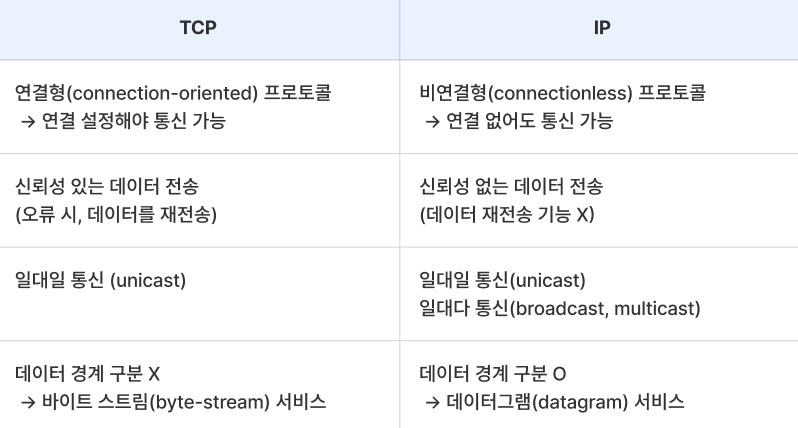 TCP
IP
연결형(connection-oriented) 프로토콜
→ 연결 설정해야 통신 가능
비연결형(connectionless) 프로토콜
→ 연결 없어도 통신 가능
신뢰성 있는 데이터 전송
(오류 시, 데이터를 재전송)
신뢰성 없는 데이터 전송
(데이터 재전송 기능 X)
일대일 통신 (unicast)
일대일 통신(unicast)
일대다 통신(broadcast, multicast)
데이터 경계 구분 X
→ 바이트 스트림(byte-stream) 서비스
데이터 경계 구분 O
→ 데이터그램(datagram) 서비스